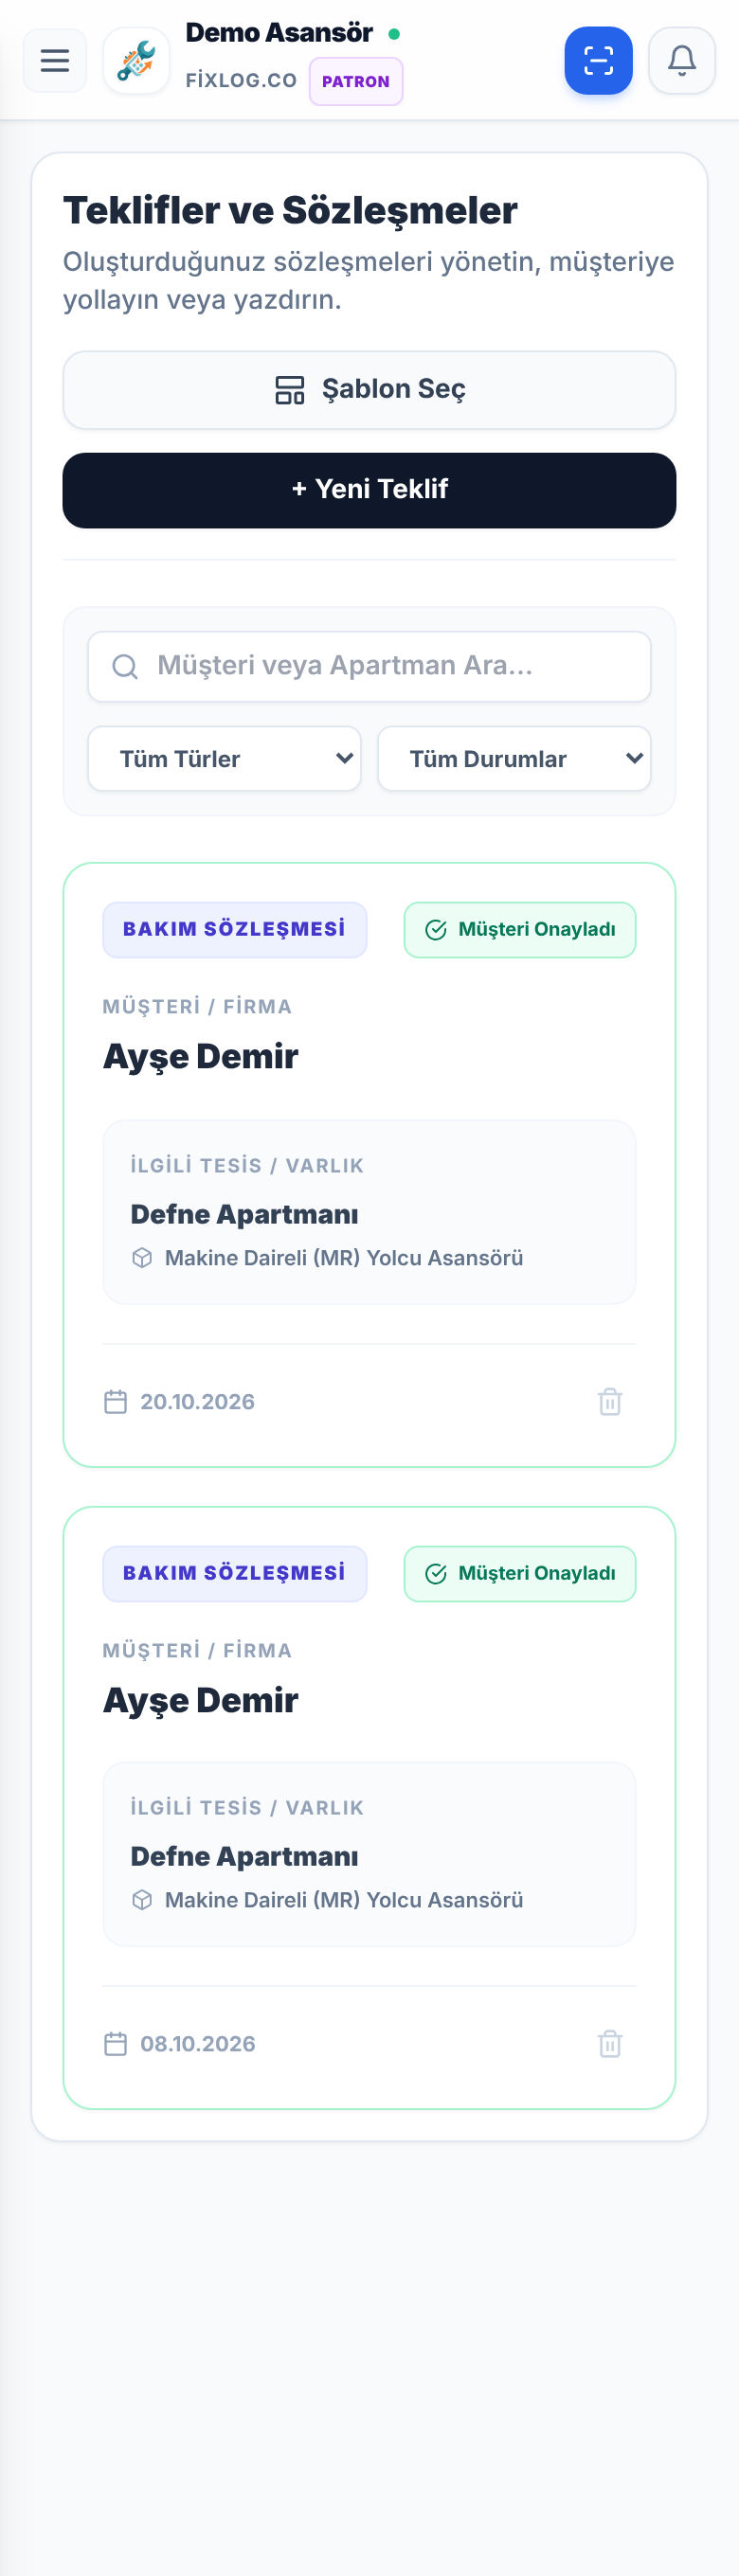 Demo Asansör
FİXLOG.CO PATRON
Teklifler ve Sözleşmeler
Oluşturduğunuz sözleşmeleri yönetin, müşteriye
yollayın veya yazdırın.
Şablon Seç
+ Yeni Teklif
Müşteri veya Apartman Ara...
Tüm Türler
Tüm Durumlar
BAKIM SÖZLEŞMESİ
Müşteri Onayladı
MÜŞTERİ / FİRMA
Ayşe Demir
İLGİLİ TESİS / VARLIK
Defne Apartmanı
Makine Daireli (MR) Yolcu Asansörü
20.10.2026
BAKIM SÖZLEŞMESİ
Müşteri Onayladı
MÜŞTERİ / FİRMA
Ayşe Demir
İLGİLİ TESİS / VARLIK
Defne Apartmanı
Makine Daireli (MR) Yolcu Asansörü
08.10.2026